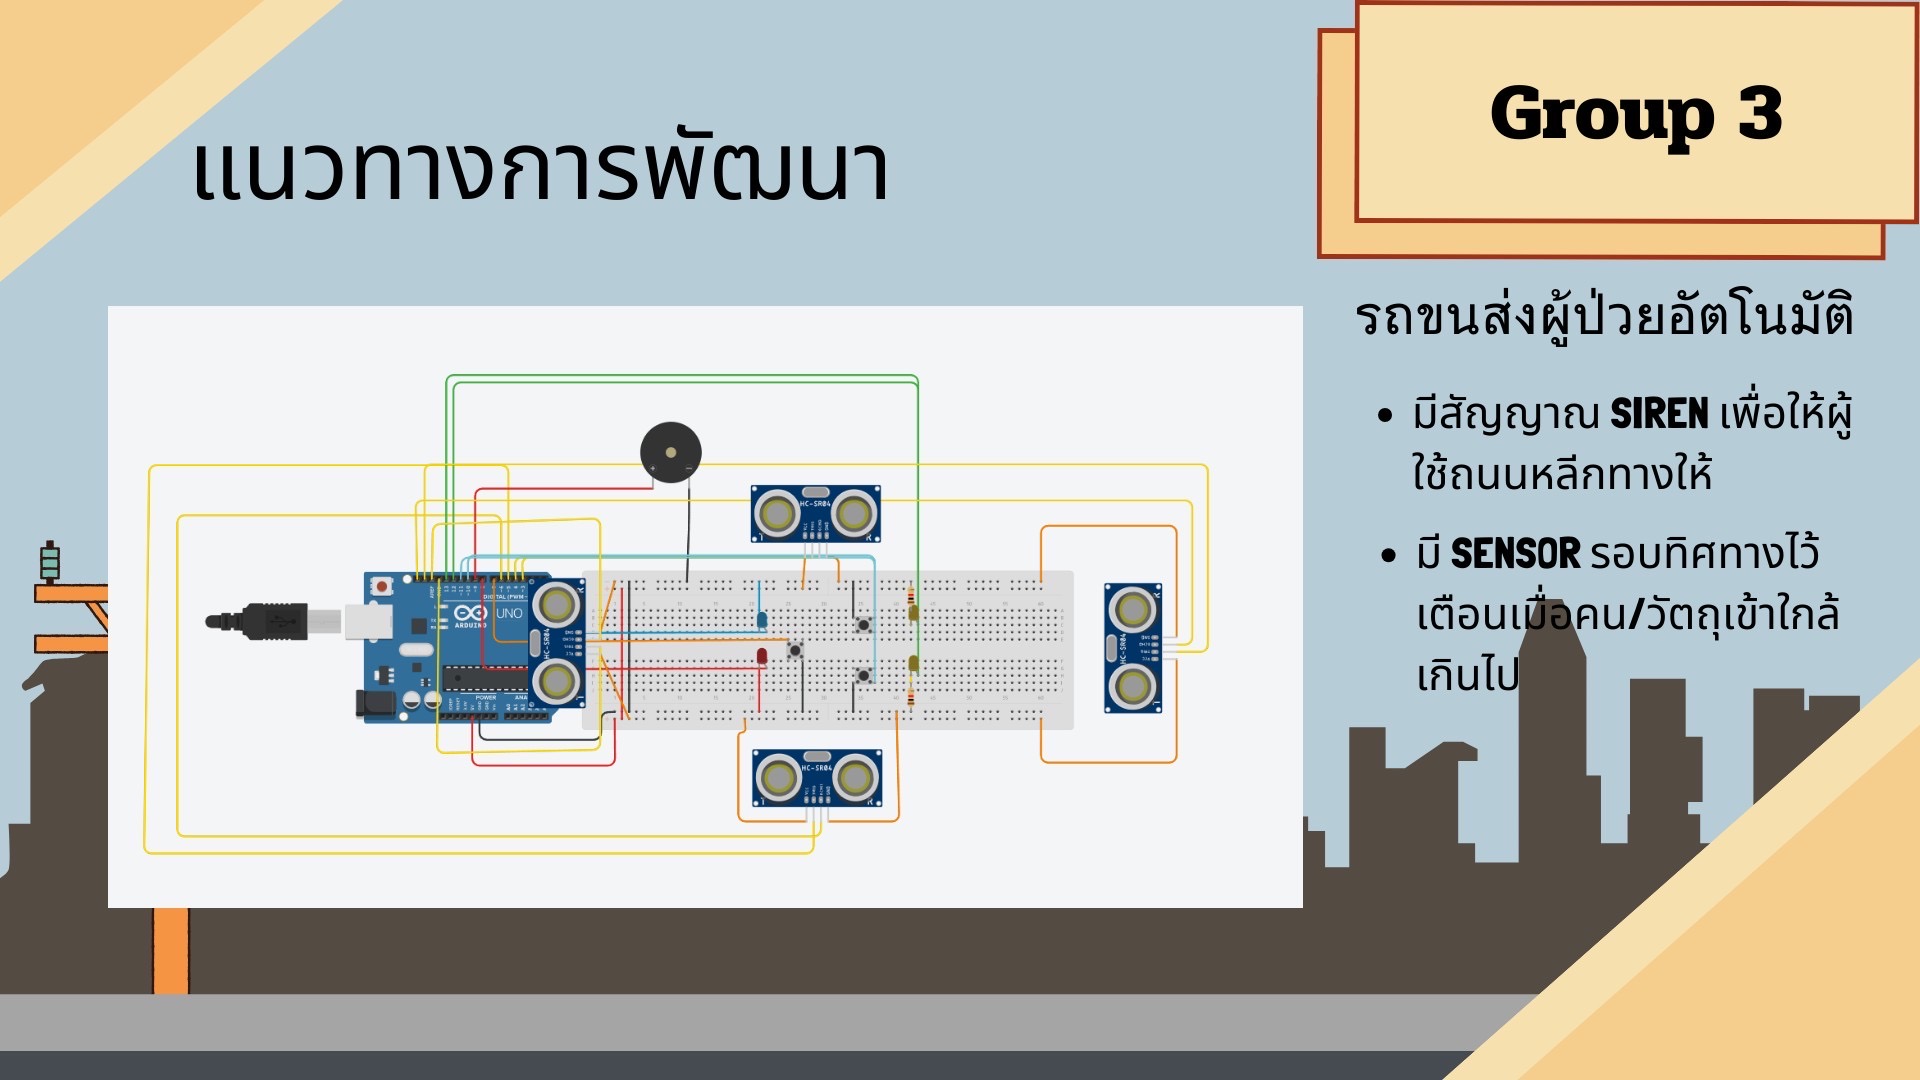 Group 3
แนวทางการพัฒนา
รถขนส่งผู้ป่วยอัตโนมัติ
มีสัญญาณ SIREN เพื่อให้ผู้
ใช้ถนนหลีกทางให้
มี SENSOR รอบทิศทางไว้
เตือนเมื่อคน/วัตถุเข้าใกล้
เกินไป
HC-SR04
DIGITAL (PWM~
UNO
ARDUINO
HC-SR04
HC-SR04
POWER
ANA
HC-SR04